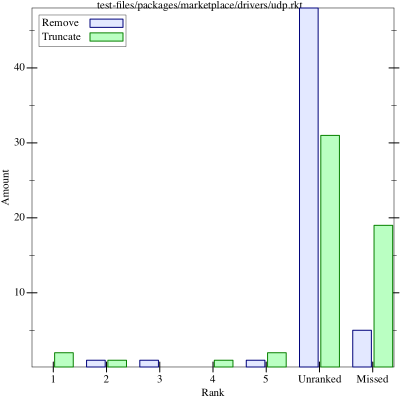 test-files/packages/marketplace/drivers/udp.rkt
Remove
Truncate
40
30
20
10
Amount
1 2 3 4 5 Unranked Missed
Rank